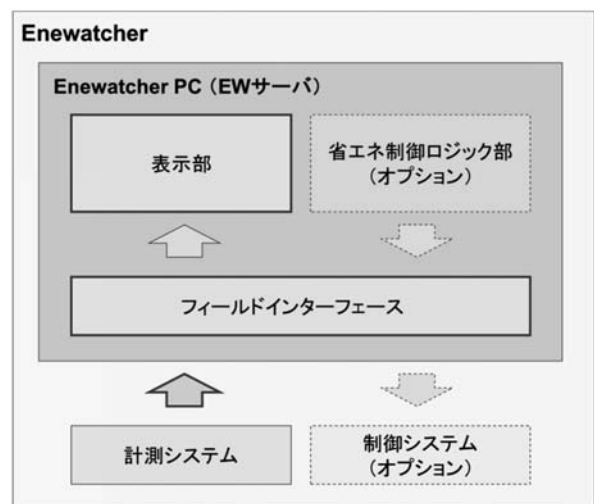 Enewatcher
Enewatcher PC（EWサーバ）
表示部
省エネ制御ロジック部
（オプション）
フィールドインターフェース
計測システム
制御システム
（オプション）